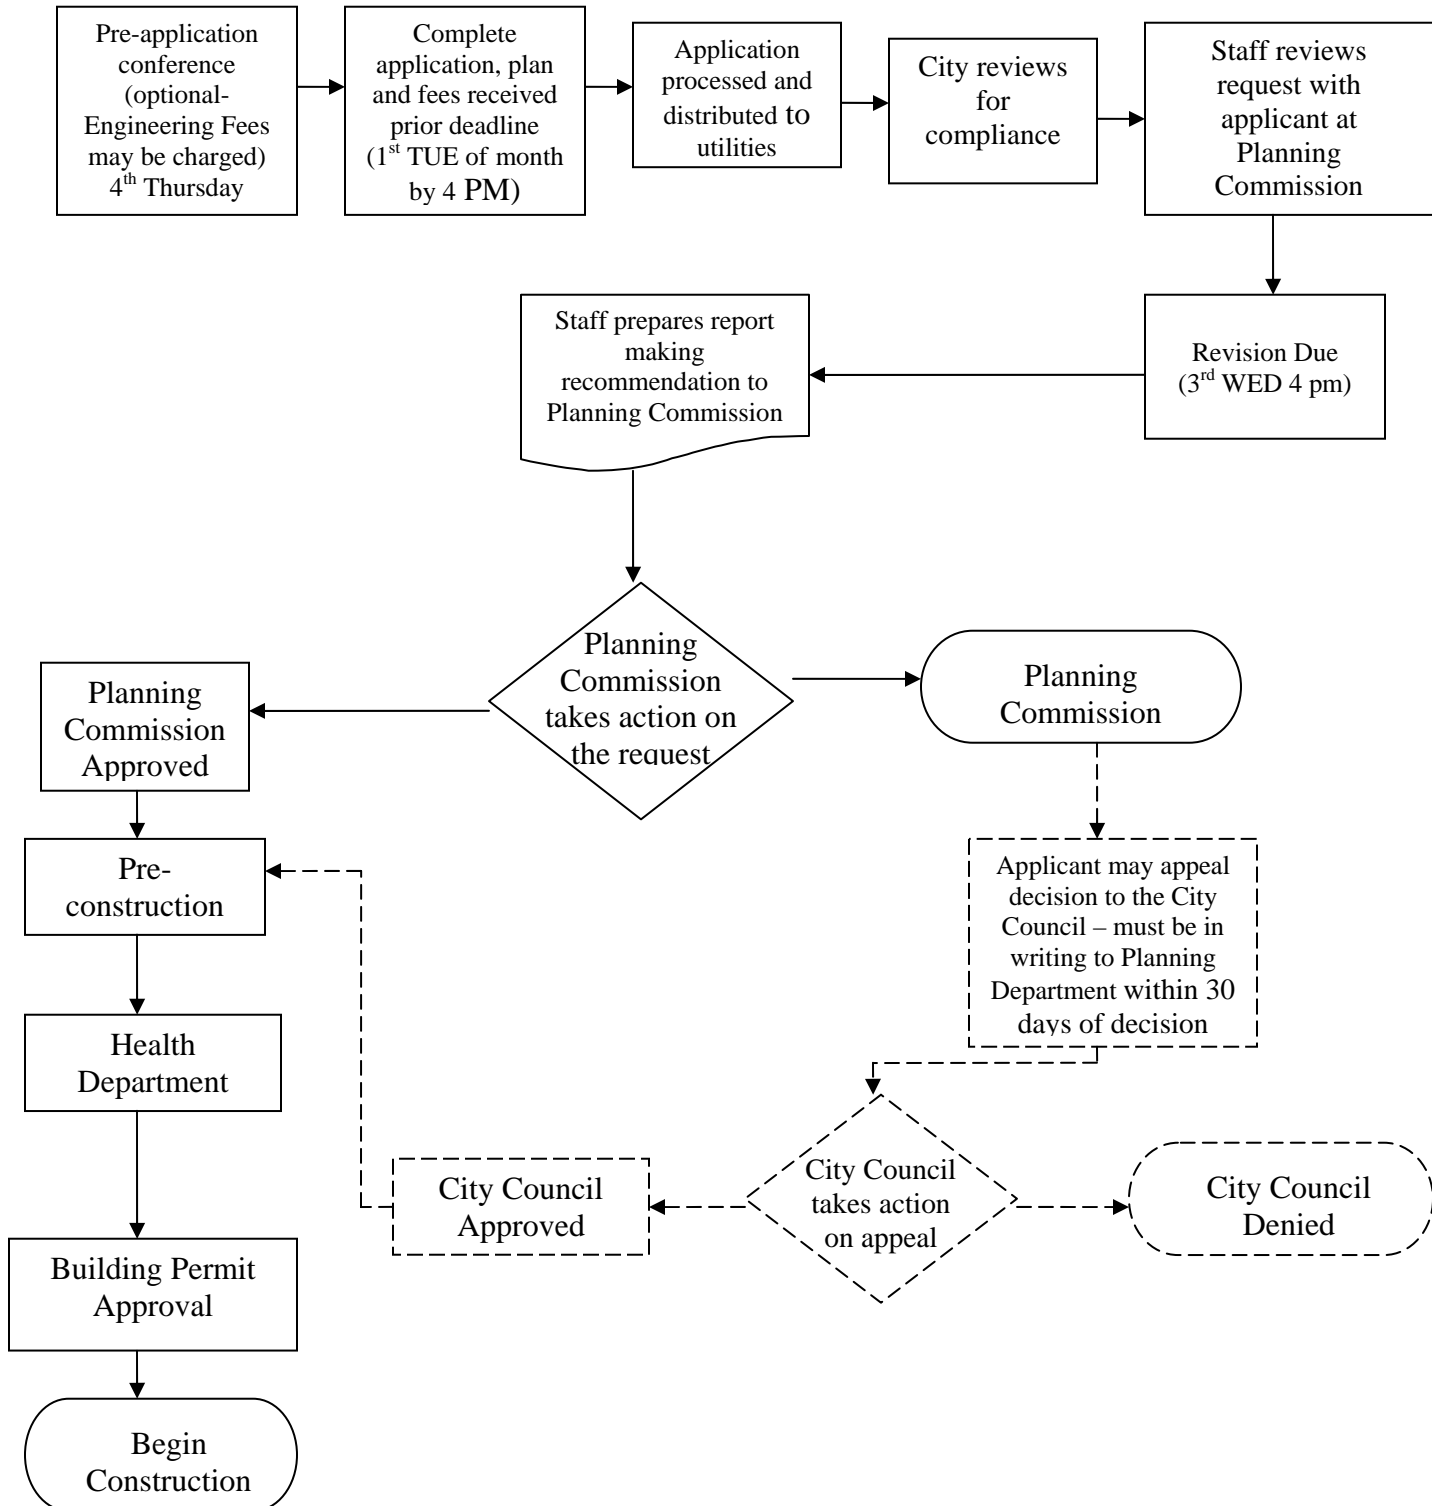 Pre-application
conference
(optional-
Engineering Fees
may be charged)
4th Thursday
Complete
application, plan
and fees received
prior deadline
(1st TUE of month
by 4 PM)
Application
processed and
distributed to
utilities
City reviews
for
compliance
Staff reviews
request with
applicant at
Planning
Commission
Revision Due
(3rd WED 4 pm)
Staff prepares report
making
recommendation to
Planning Commission
Planning
Commission
takes action on
the request
Planning
Commission
Planning
Commission
Approved
Pre-
construction
Applicant may appeal
decision to the City
Council – must be in
writing to Planning
Department within 30
days of decision
Health
Department
City Council
takes action
on appeal
City Council
Approved
City Council
Denied
Building Permit
Approval
Begin
Construction